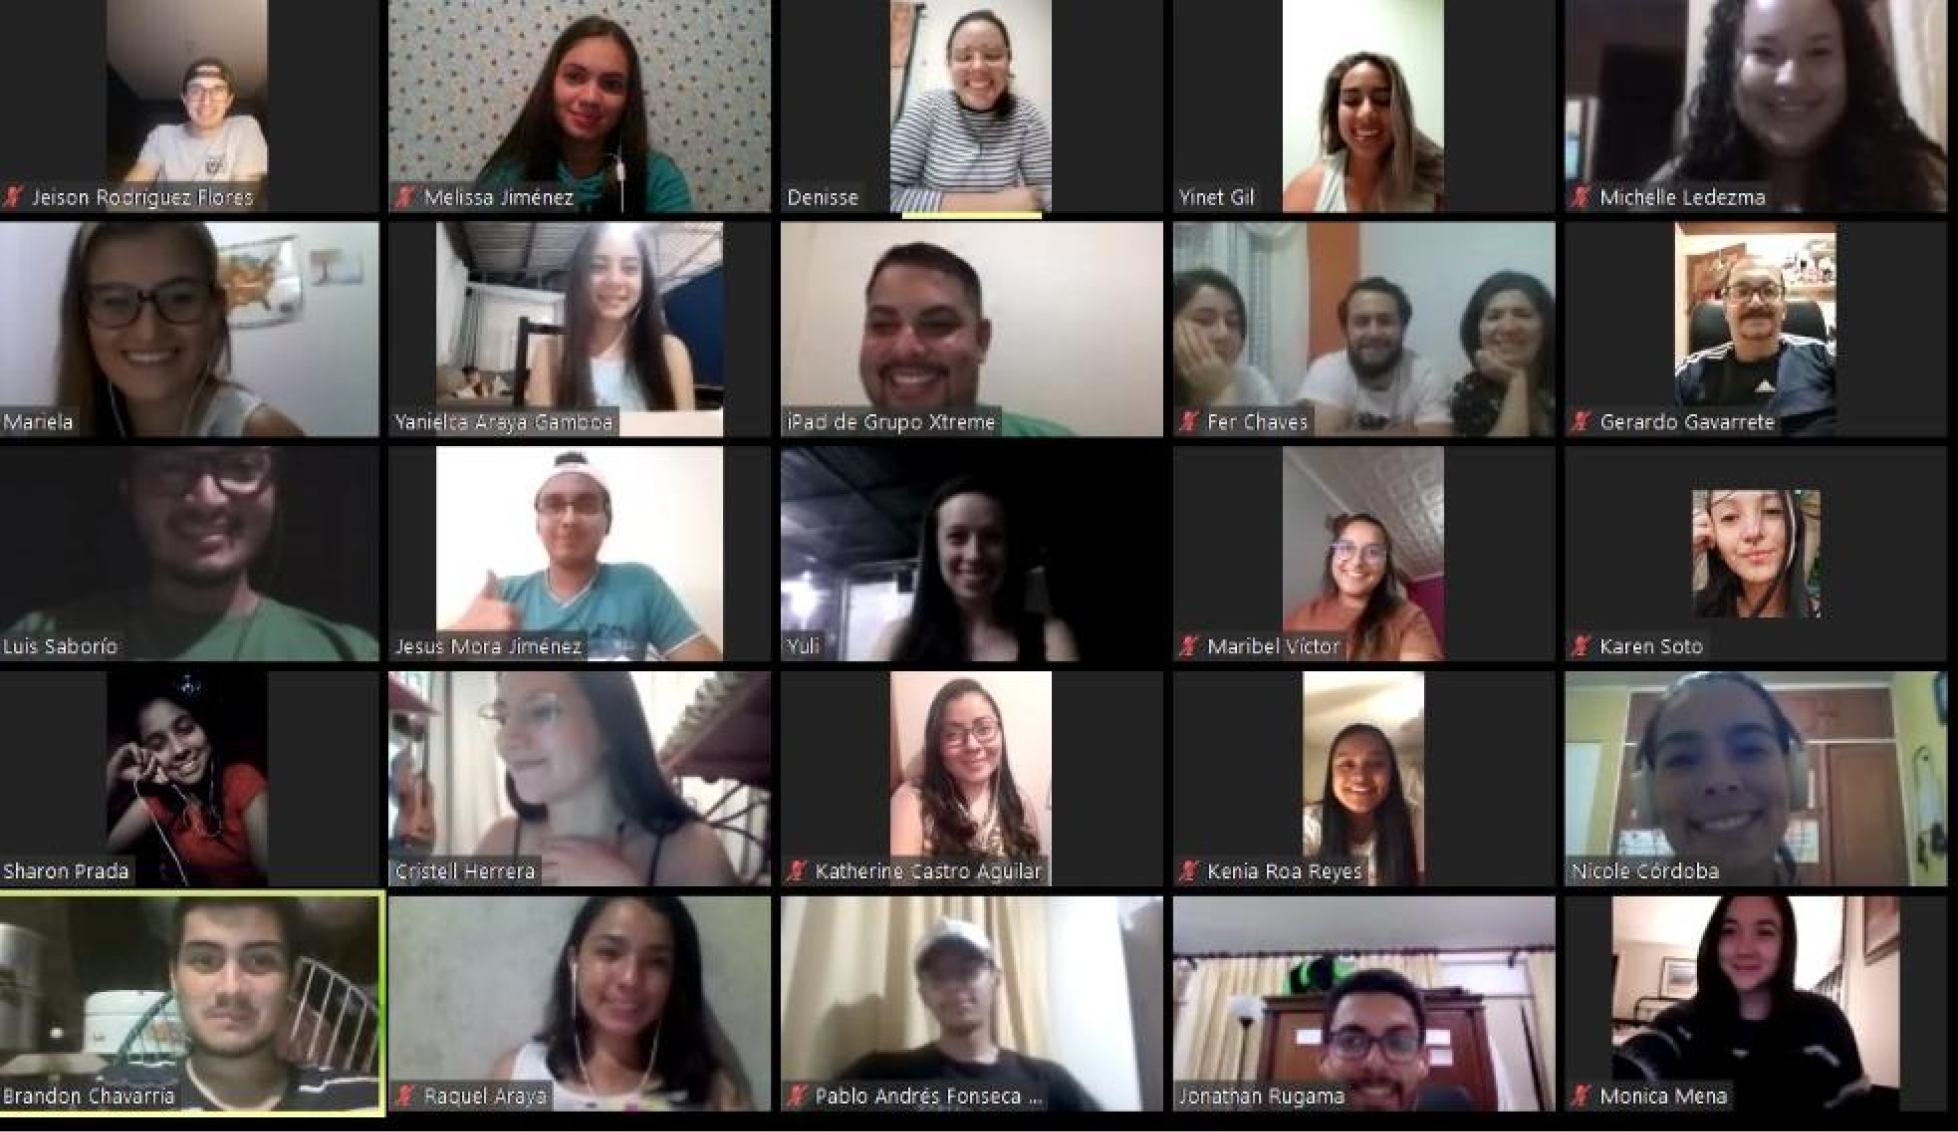 Jeison Rodríguez Flores
Melissa Jiménez
Denisse
Yinet Gil
Michelle Ledezma
Mariela
Yanielca Araya Gamboa
iPad de Grupo Xtreme
Fer Chaves
Gerardo Gavarrete
Luis Saborío
Jesus Mora Jiménez
Yuli
Maribel Víctor
Karen Soto
Sharon Prada
Cristell Herrera
Katherine Castro Aguilar
Kenia Roa Reyes
Nicole Córdoba
Brandon Chavarria
Raquel Araya
Pablo Andrés Fonseca ...
Jonathan Rugama
Monica Mena